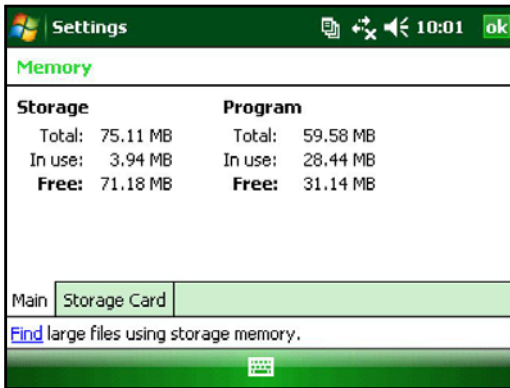 Settings 10:01 ok
Memory
Storage Program
Total: 75.11 MB Total: 59.58 MB
In use: 3.94 MB In use: 28.44 MB
Free: 71.18 MB Free: 31.14 MB
Main Storage Card
Find large files using storage memory.